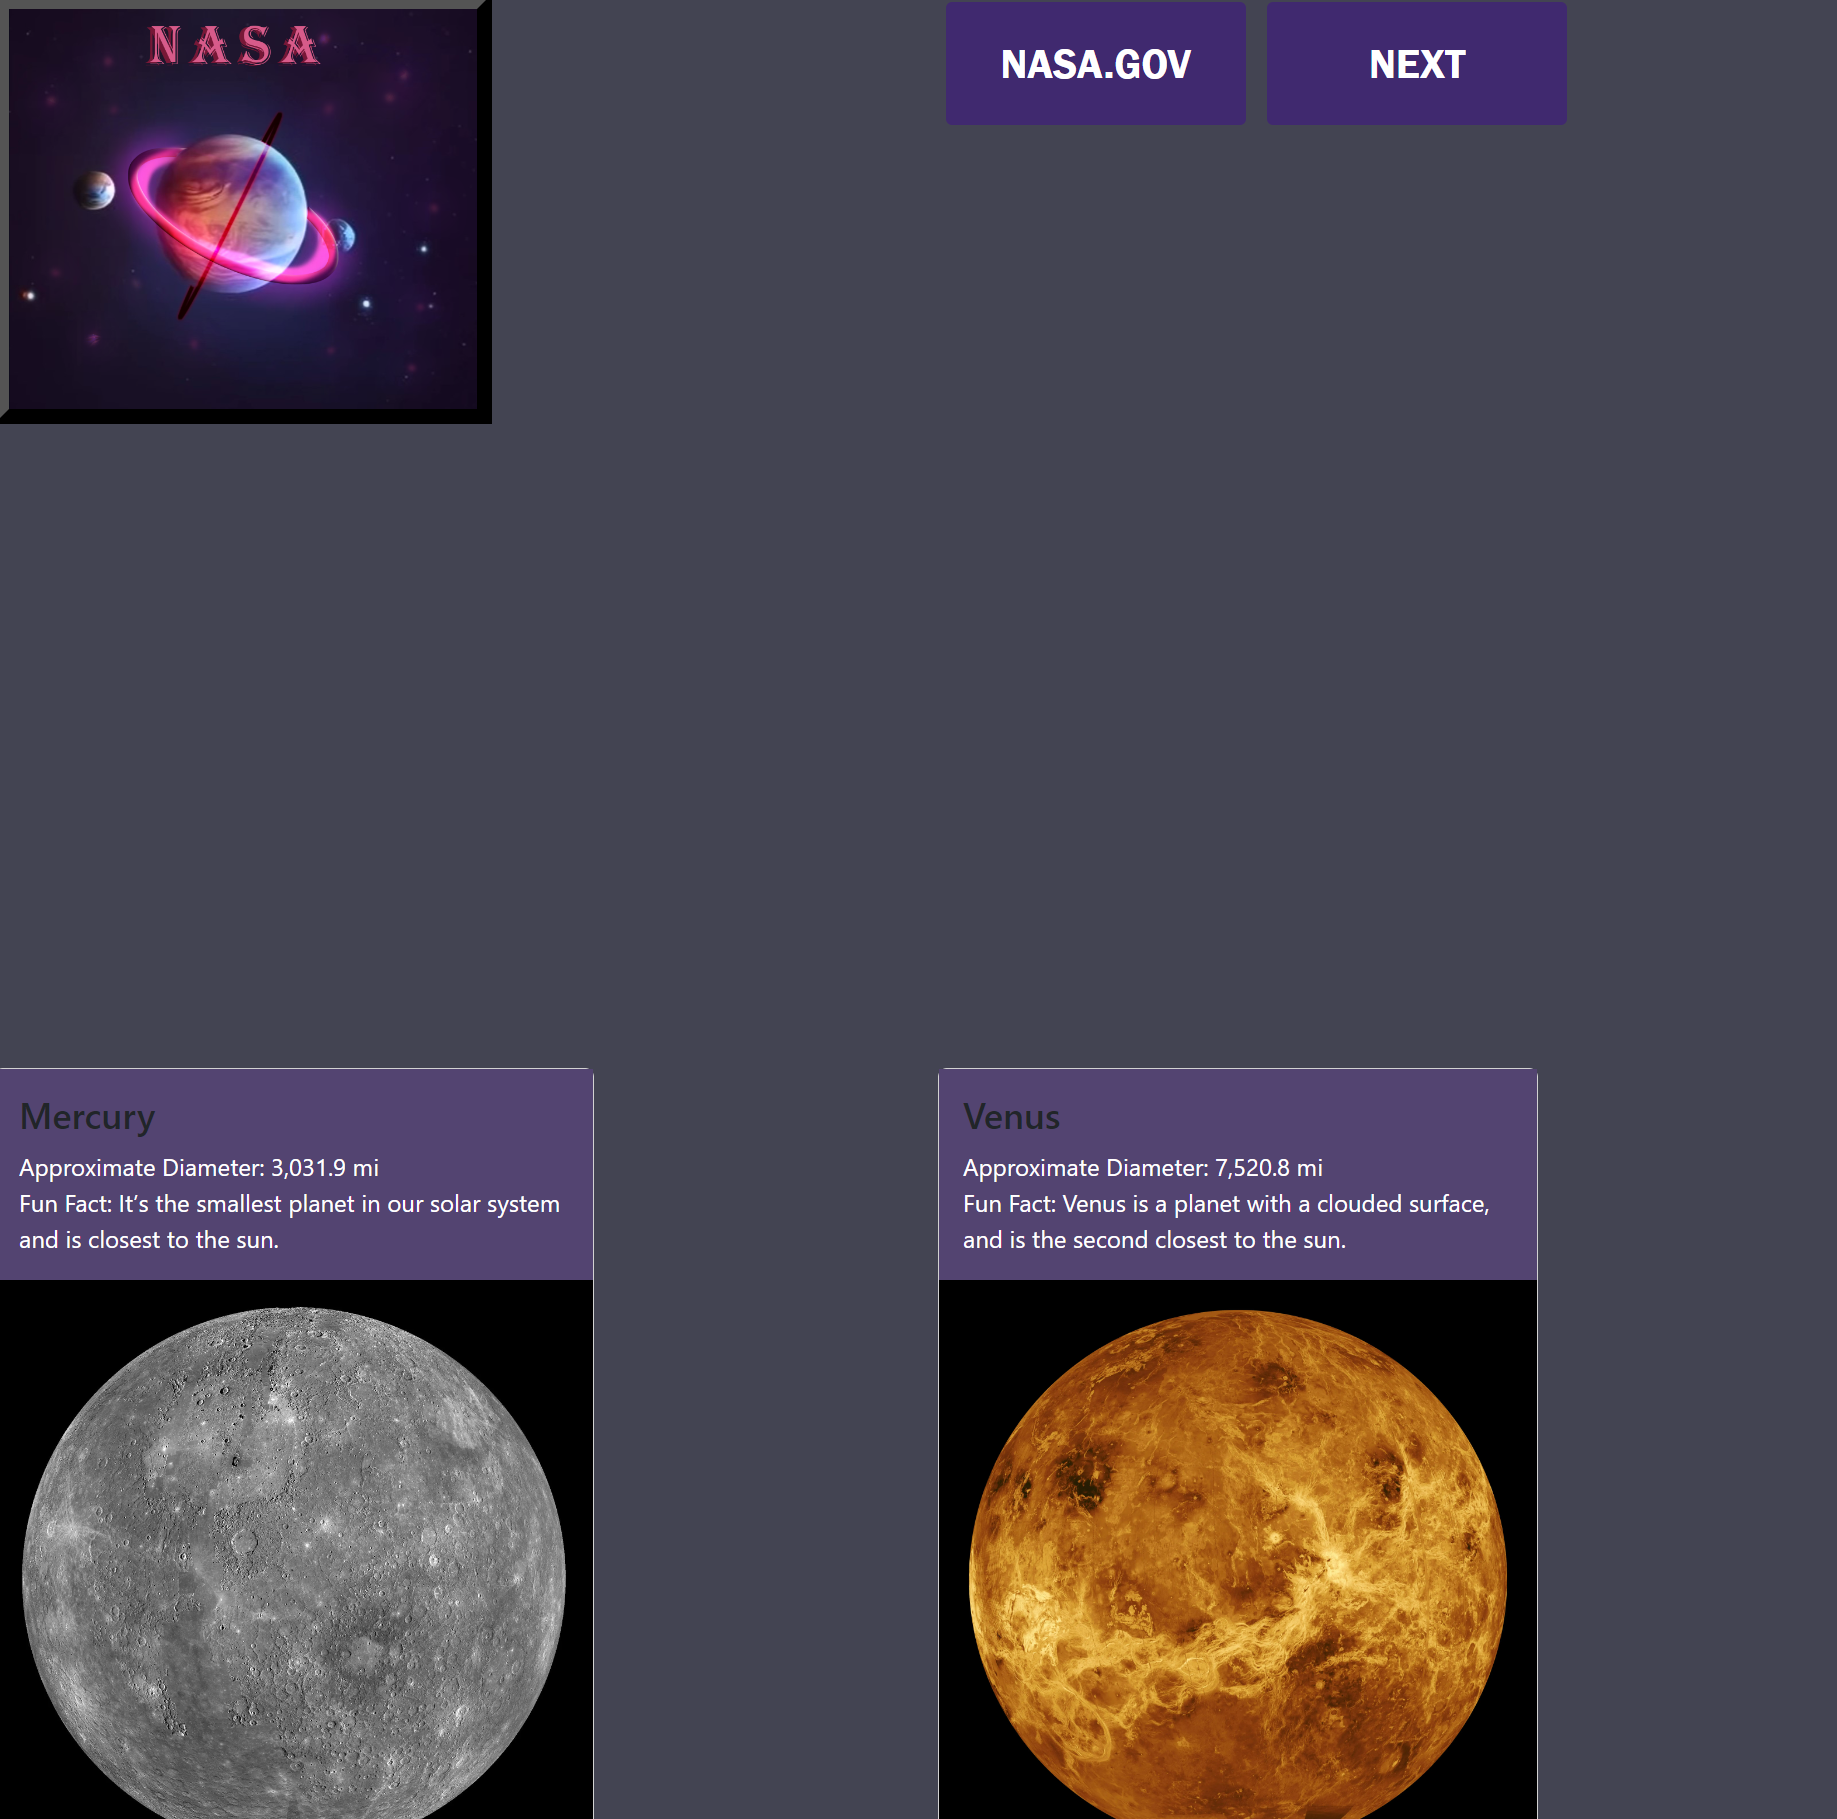 NASA
NASA.GOV
NEXT
Mercury
Approximate Diameter: 3,031.9 mi
Fun Fact: It’s the smallest planet in our solar system
and is closest to the sun.
Venus
Approximate Diameter: 7,520.8 mi
Fun Fact: Venus is a planet with a clouded surface,
and is the second closest to the sun.